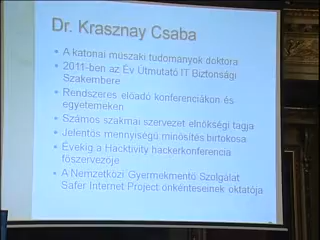 Dr. Krasznay Csaba
• A katonai műszaki tudományok doktora
• 2011-ben az Év Útmutató IT Biztonsági
Szakembere
• Rendszeres előadó konferenciákon és
egyetemeken
• Számos szakmai szervezet elnökségi tagja
• Jelentős mennyiségű minősítés birtokosa
• Évekig a Hacktivity hackerkonferencia
főszervezője
• A Nemzetközi Gyermekmentő Szolgálat
Safer Internet Project önkénteseinek oktatója